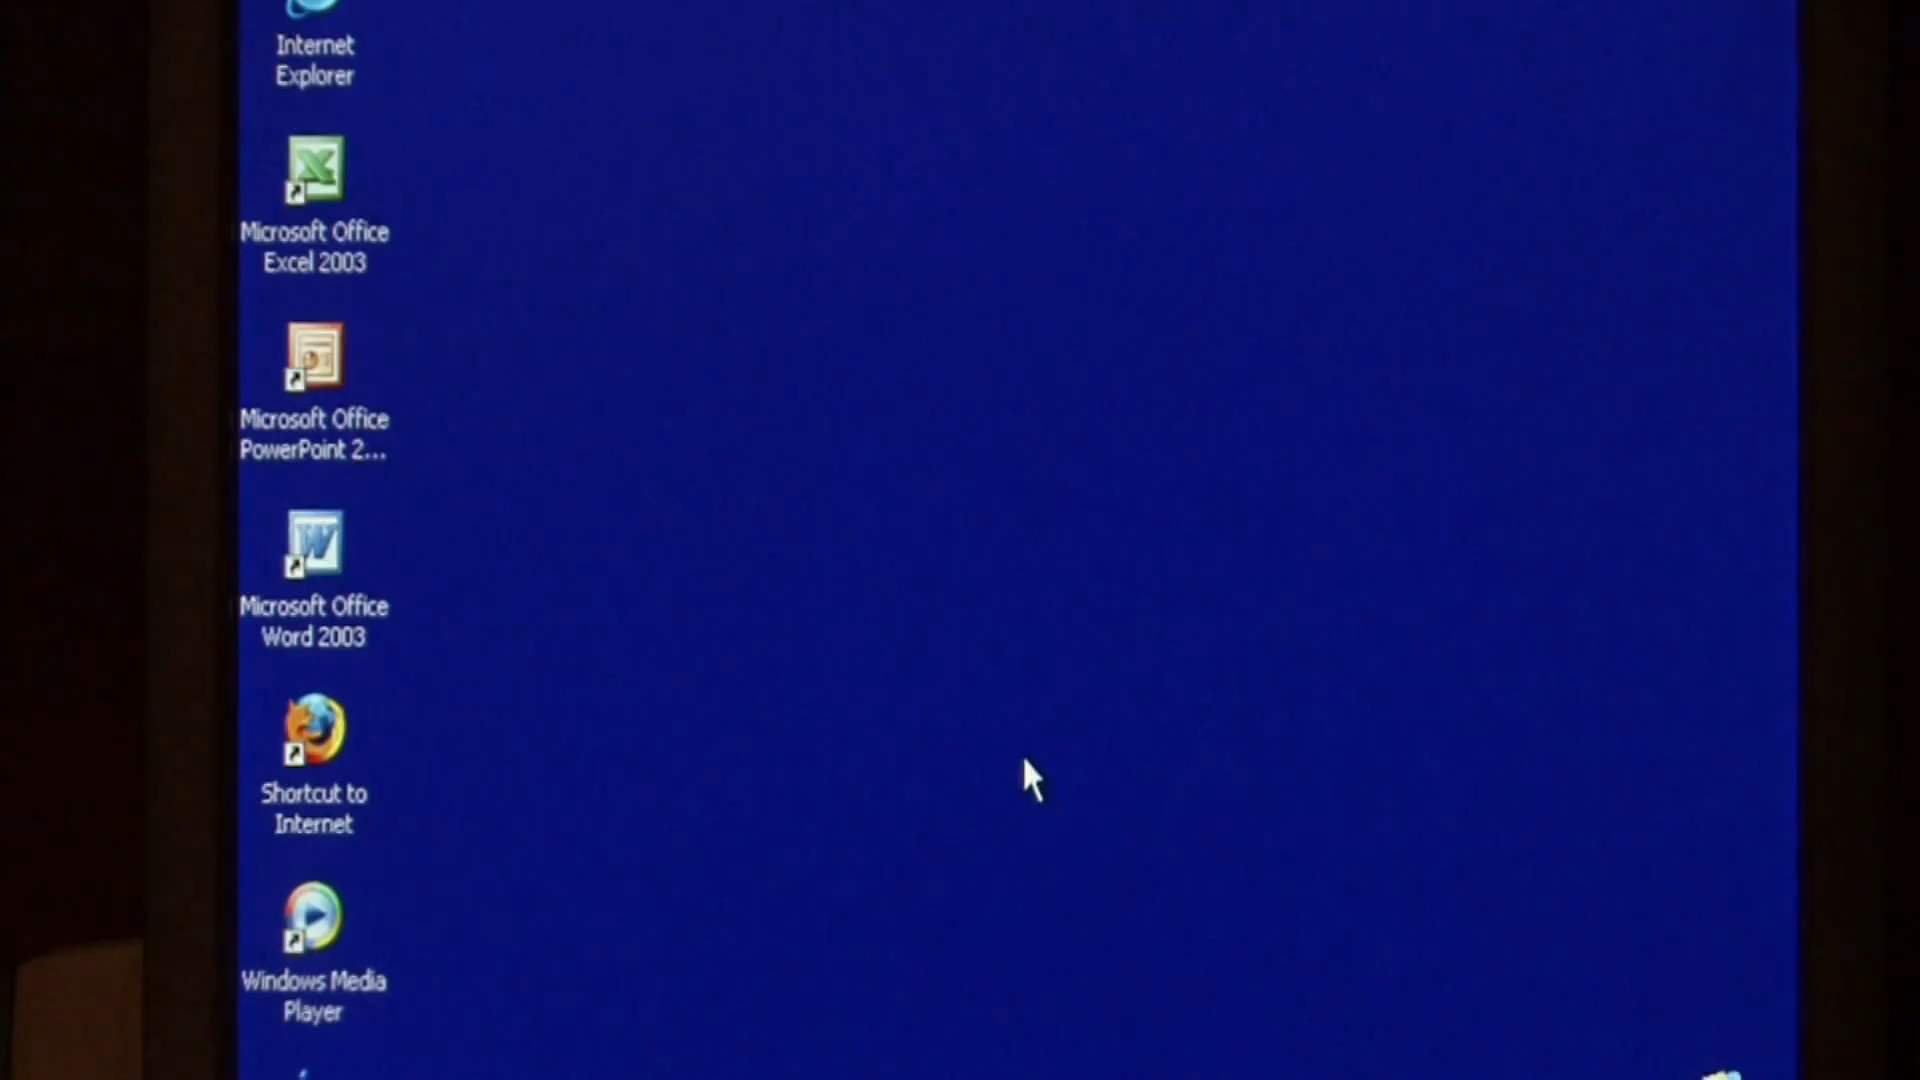 Internet
Explorer
Microsoft Office
Excel 2003
Microsoft Office
PowerPoint 2...
Microsoft Office
Word 2003
Shortcut to
Internet
Windows Media
Player